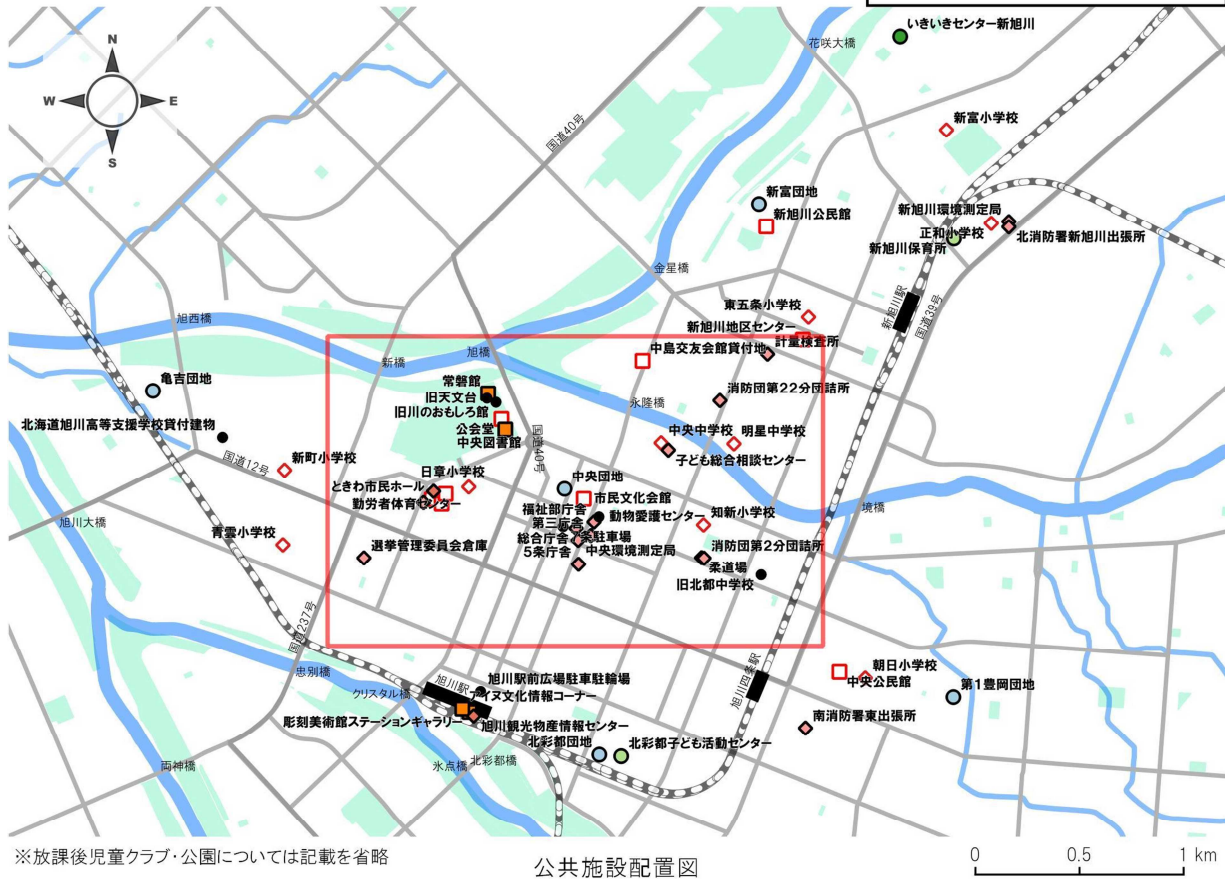 いきいきセンター新旭川
花咲大橋
N
W
E
S
国道40号
新富小学校
新富団地
新旭川公民館
新旭川環境測定局
正和小学校
北消防署新旭川出張所
新旭川保育所
金星橋
新旭川駅
国道39号
東五条小学校
新旭川地区センター
計量検査所
旭西橋
新橋
旭橋
中島交友会館貸付地
亀吉団地
常磐館
旧天文台
旧川のおもしろ館
公会堂
中央図書館
消防団第22分団詰所
永隆橋
北海道旭川高等支援学校貸付建物
国道40号
中央中学校
明星中学校
子ども総合相談センター
国道12号
新町小学校
日章小学校
ときわ市民ホール
勤労者体育センター
中央団地
市民文化会館
福祉部庁舎
動物愛護センター
第三庁舎
総合庁舎
条駐車場
5条庁舎
中央環境測定局
知新小学校
境橋
旭川大橋
青雲小学校
選挙管理委員会倉庫
消防団第2分団詰所
柔道場
旧北都中学校
国道237号
忠別橋
クリスタル橋
旭川駅
旭川駅前広場駐車駐輪場
アイヌ文化情報コーナー
彫刻美術館ステーションギャラリー
旭川観光物産情報センター
旭川四条駅
朝日小学校
中央公民館
第1豊岡団地
南消防署東出張所
北彩都団地
北彩都子ども活動センター
両神橋
氷点橋
北彩都橋
※放課後児童クラブ・公園については記載を省略
公共施設配置図
0
0.5
1 km